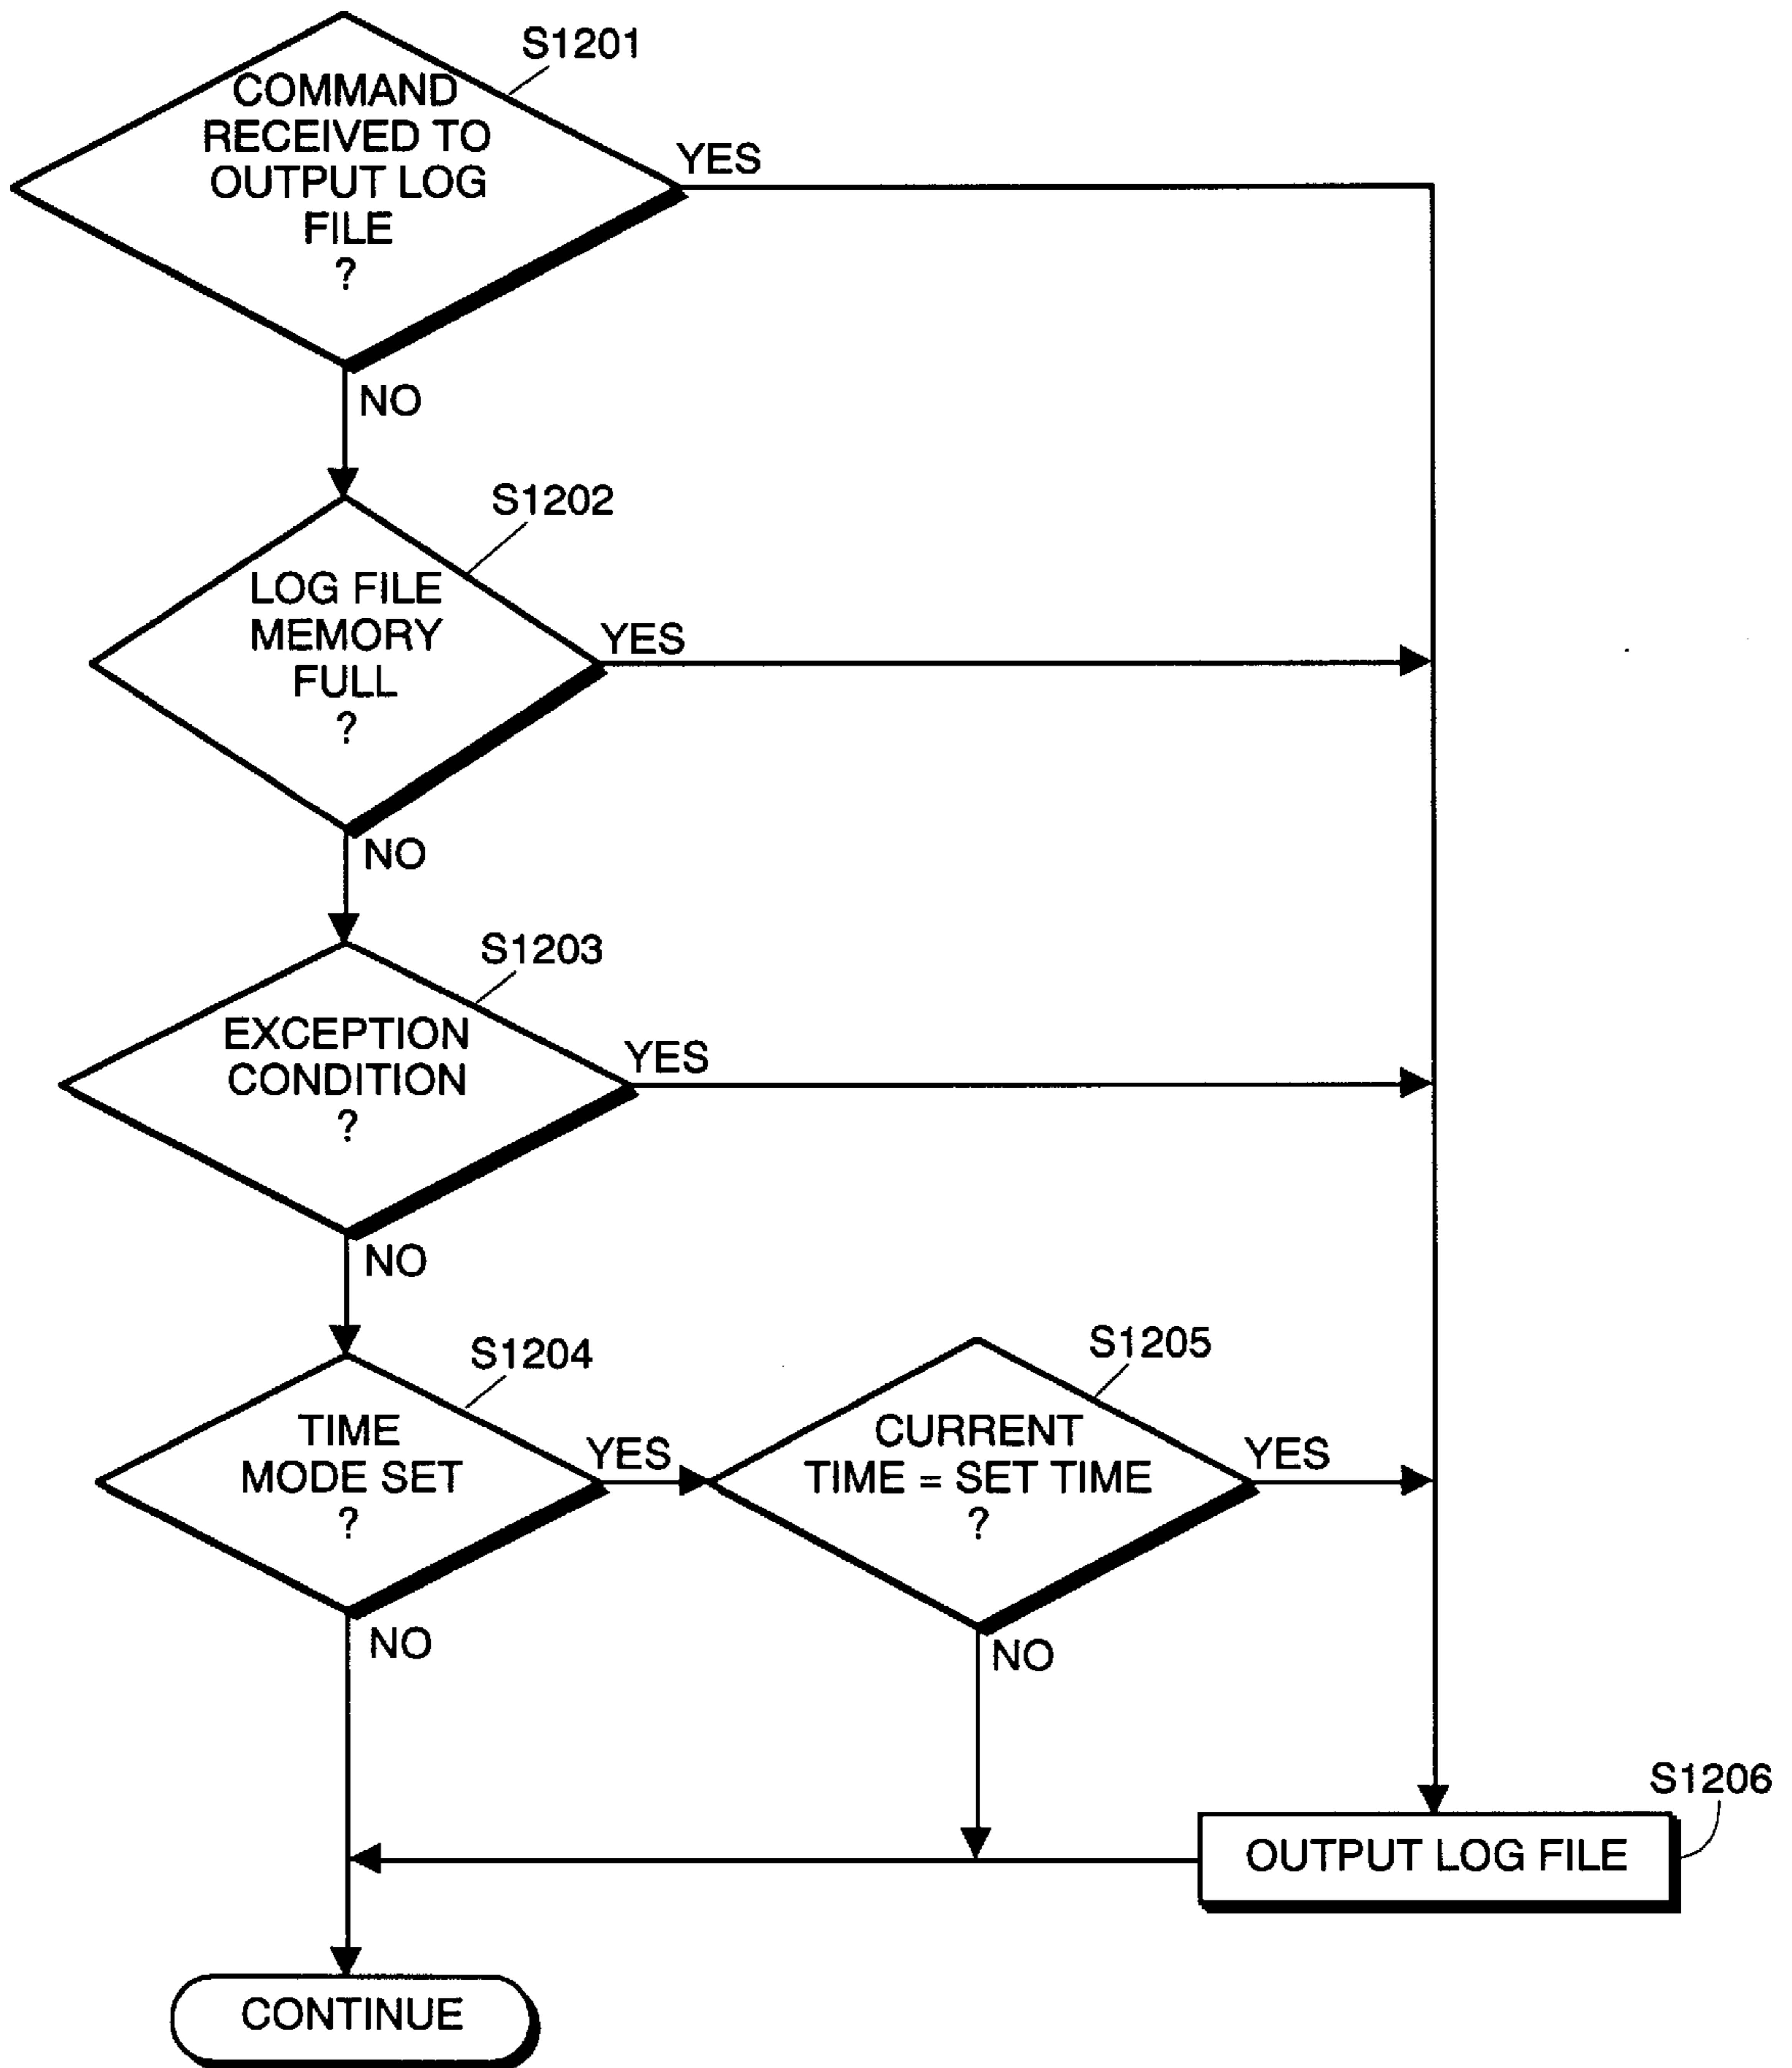 S1201
COMMAND
RECEIVED TO
OUTPUT LOG
FILE
?
YES
NO
S1202
LOG FILE
MEMORY
FULL
?
YES
NO
S1203
EXCEPTION
CONDITION
?
YES
NO
S1204
TIME
MODE SET
?
YES
NO
S1205
CURRENT
TIME = SET TIME
?
YES
NO
S1206
OUTPUT LOG FILE
CONTINUE